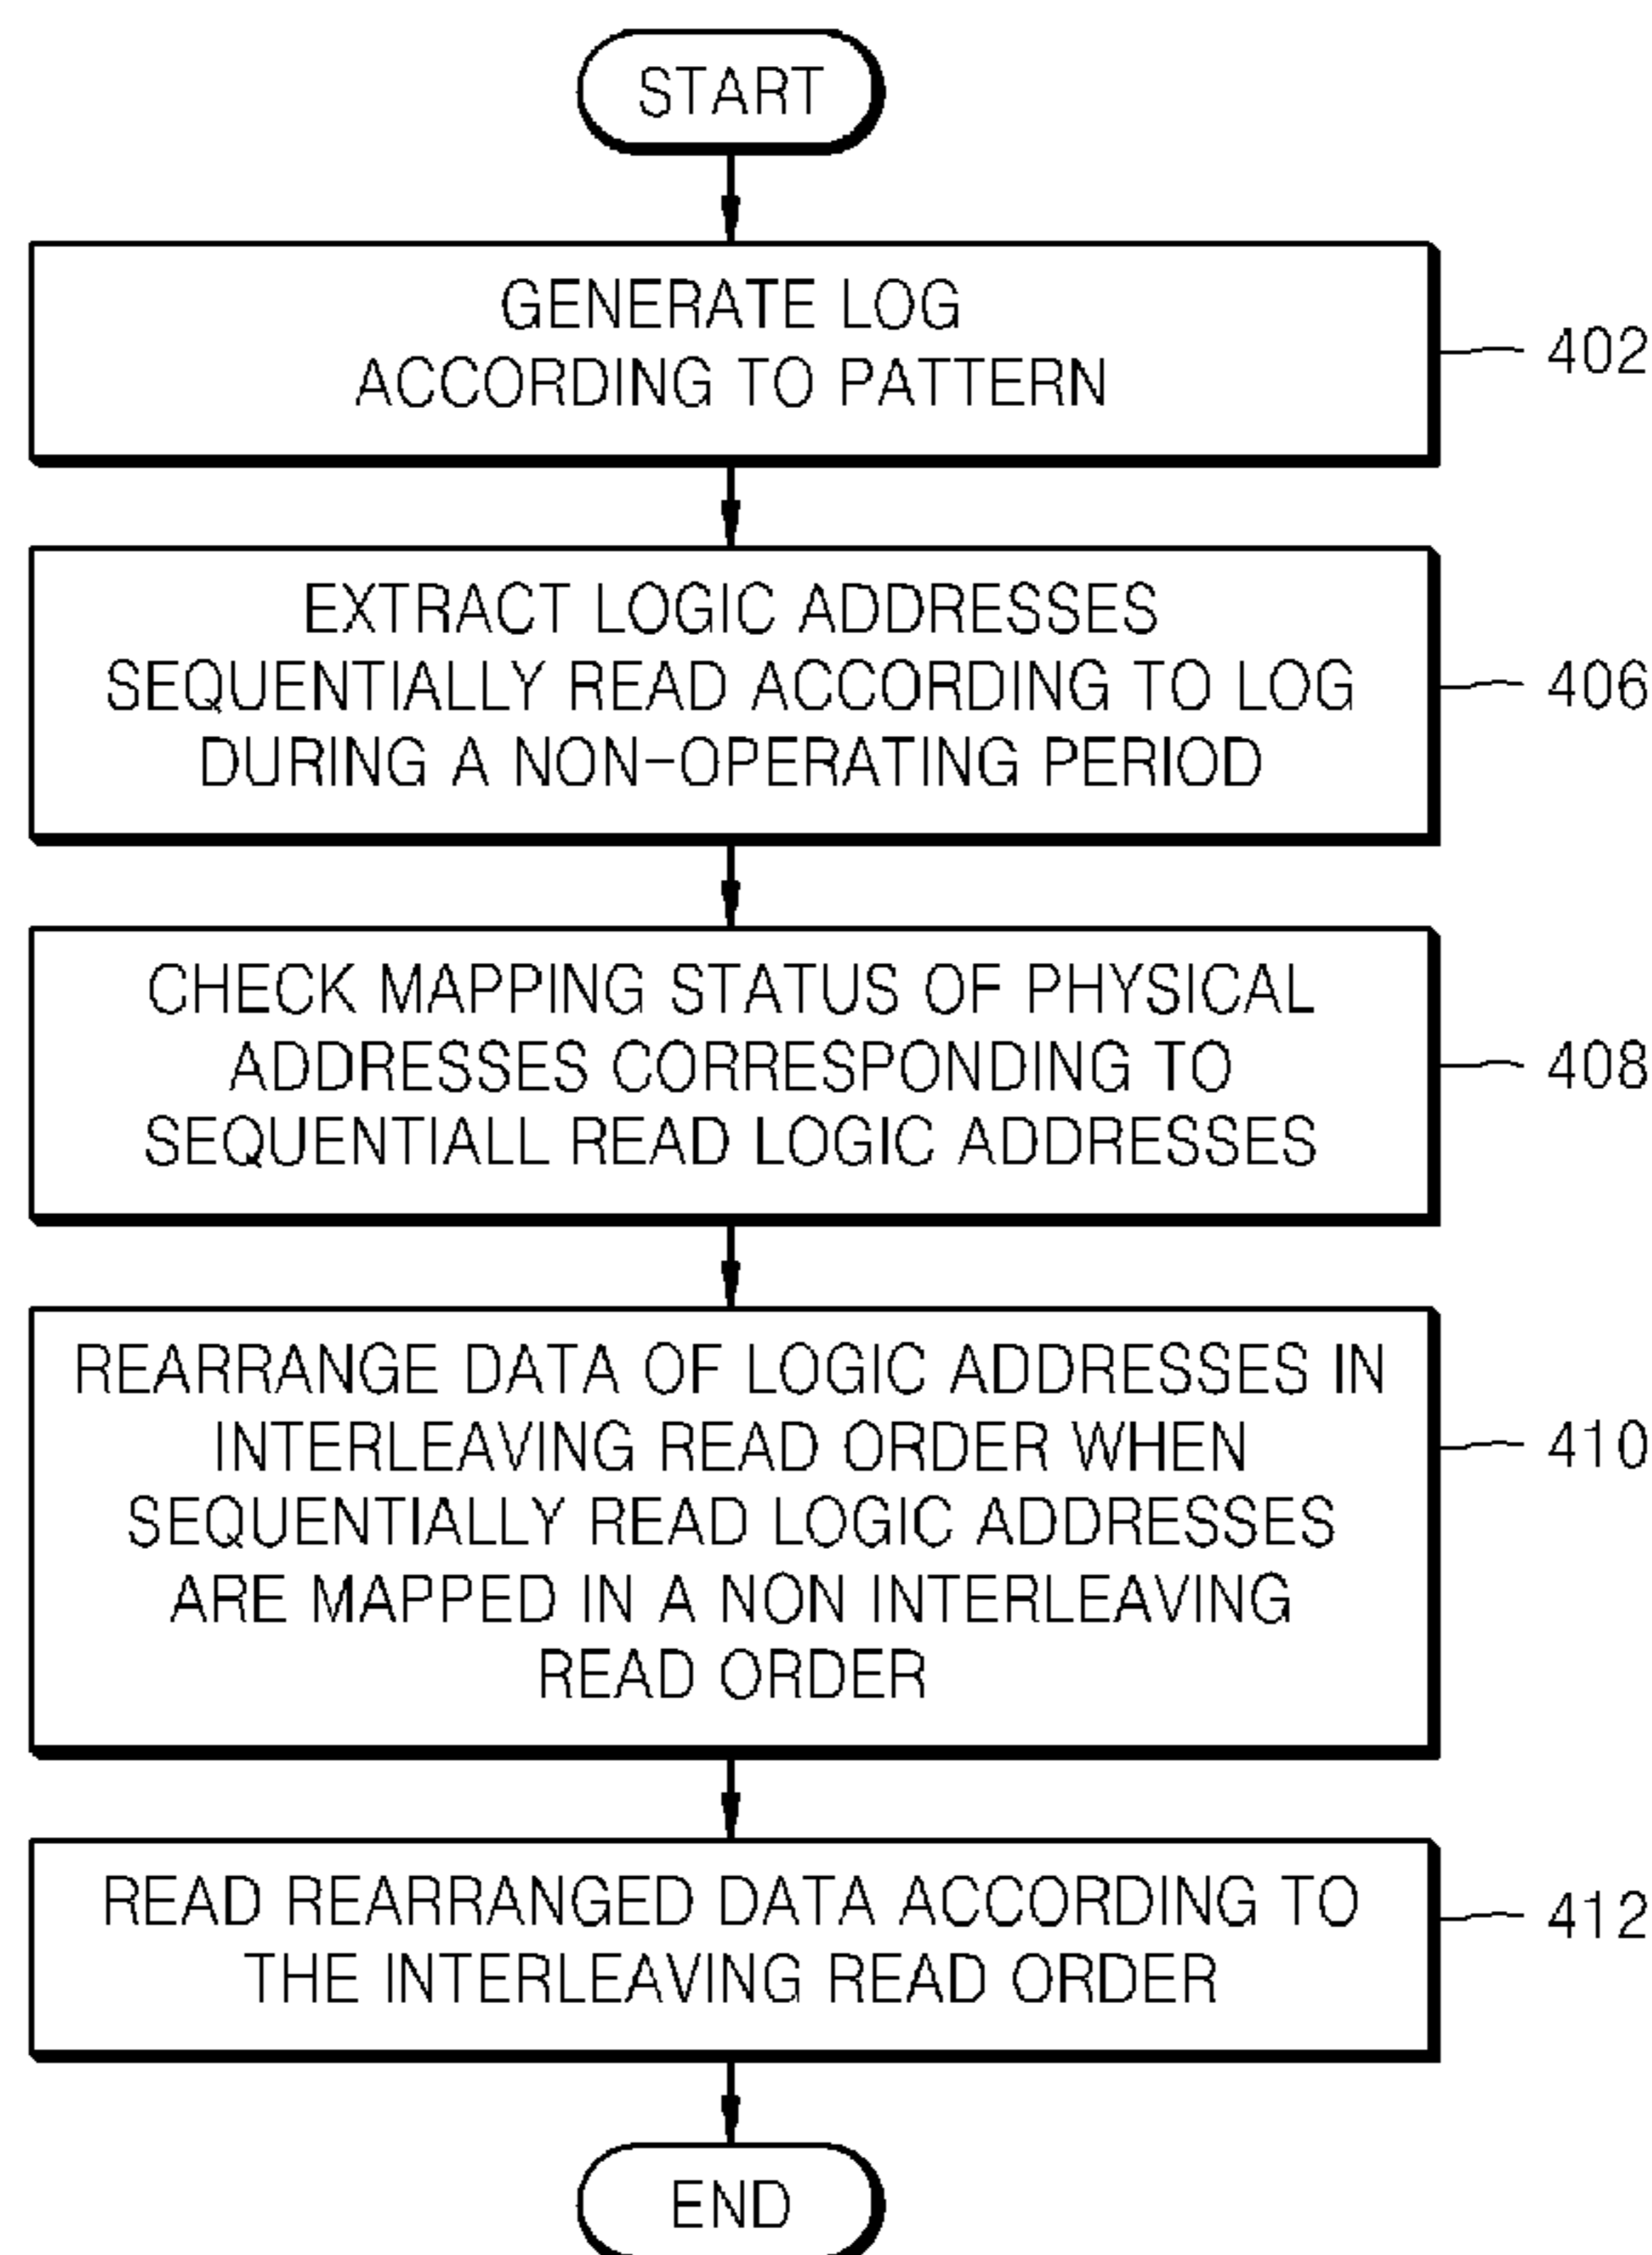 START
GENERATE LOG
ACCORDING TO PATTERN
402
EXTRACT LOGIC ADDRESSES
SEQUENTIALLY READ ACCORDING TO LOG
DURING A NON-OPERATING PERIOD
406
CHECK MAPPING STATUS OF PHYSICAL
ADDRESSES CORRESPONDING TO
SEQUENTIALL READ LOGIC ADDRESSES
408
REARRANGE DATA OF LOGIC ADDRESSES IN
INTERLEAVING READ ORDER WHEN
SEQUENTIALLY READ LOGIC ADDRESSES
ARE MAPPED IN A NON INTERLEAVING
READ ORDER
410
READ REARRANGED DATA ACCORDING TO
THE INTERLEAVING READ ORDER
412
END